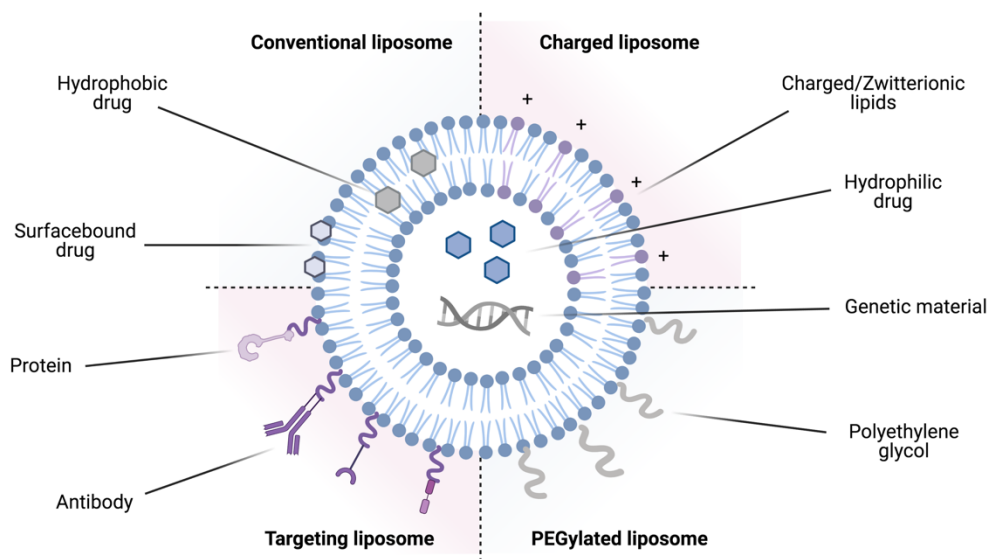 Conventional liposome
Charged liposome
Hydrophobic
drug
Charged/Zwitterionic
lipids
+
+
+
+
Hydrophilic
drug
Surfacebound
drug
Genetic material
Protein
Polyethylene
glycol
Antibody
Targeting liposome
PEGylated liposome